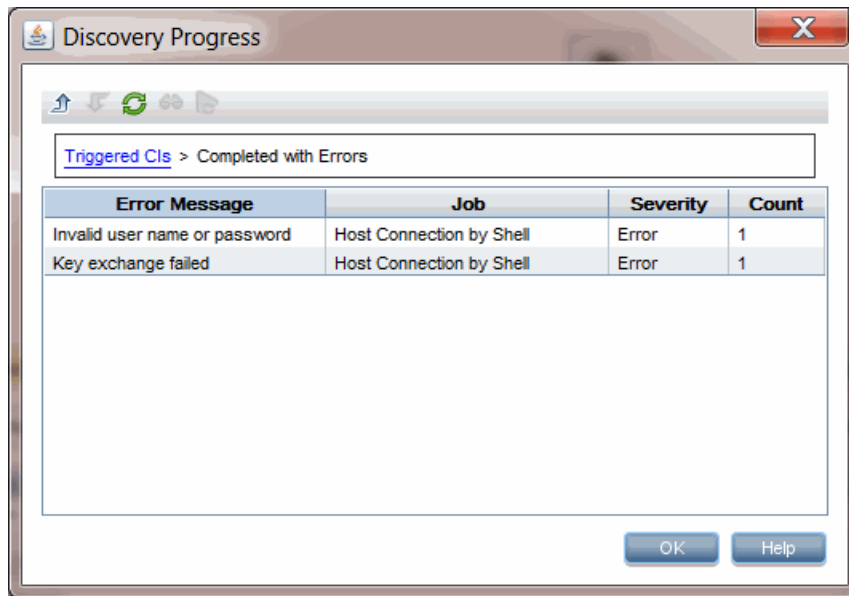 Discovery Progress
Triggered CIs > Completed with Errors
Error Message Job Severity Count
Invalid user name or password Host Connection by Shell Error 1
Key exchange failed Host Connection by Shell Error 1
OK Help